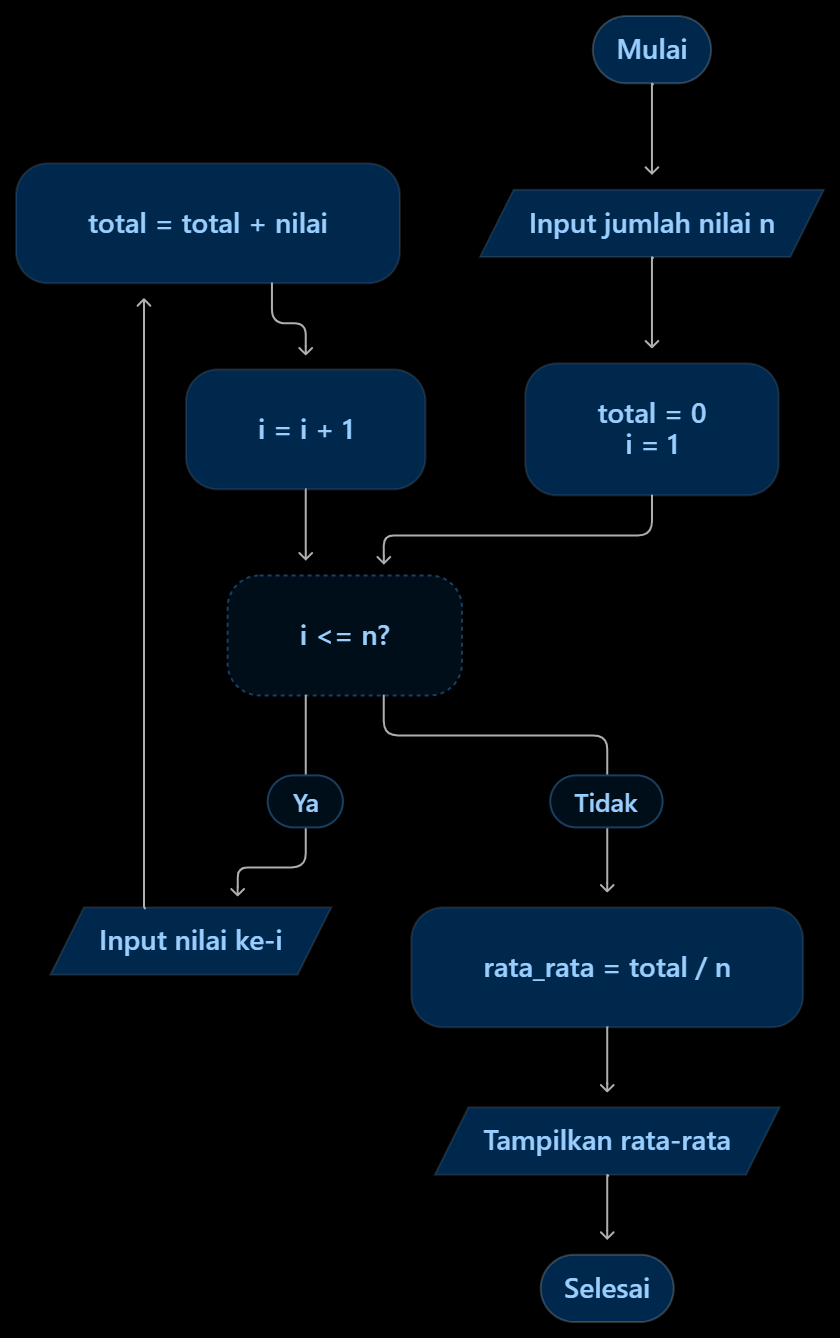 Mulai
Input jumlah nilai n
total = 0
i = 1
i <= n?
Ya
Input nilai ke-i
total = total + nilai
i = i + 1
Tidak
rata_rata = total / n
Tampilkan rata-rata
Selesai